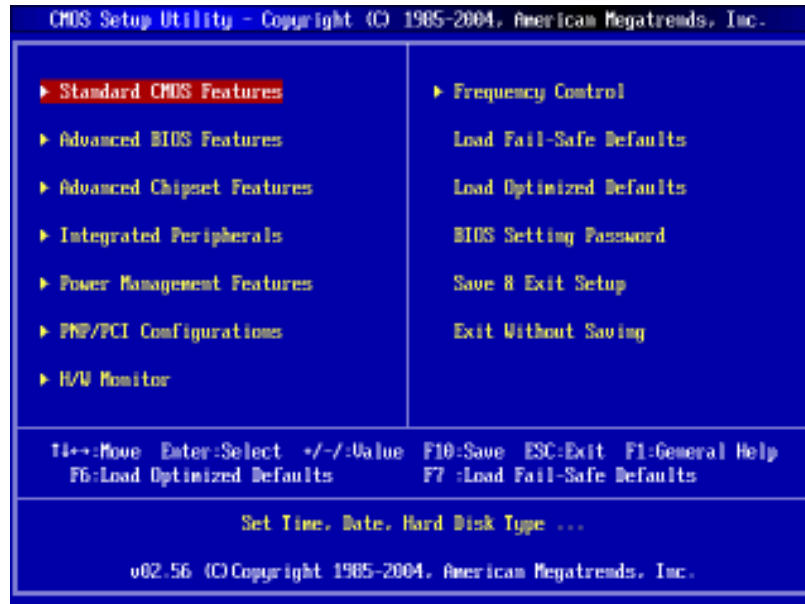 CMOS Setup Utility - Copyright (C) 1985-2004, American Megatrends, Inc.
▶ Standard CMOS Features
▶ Advanced BIOS Features
▶ Advanced Chipset Features
▶ Integrated Peripherals
▶ Power Management Features
▶ PNP/PCI Configurations
▶ H/W Monitor
▶ Frequency Control
Load Fail-Safe Defaults
Load Optimized Defaults
BIOS Setting Password
Save & Exit Setup
Exit Without Saving
↑↓←→:Move Enter:Select +/-/:Value F10:Save ESC:Exit F1:General Help
F6:Load Optimized Defaults F7 :Load Fail-Safe Defaults
Set Time, Date, Hard Disk Type ...
v02.56 (C)Copyright 1985-2004, American Megatrends, Inc.